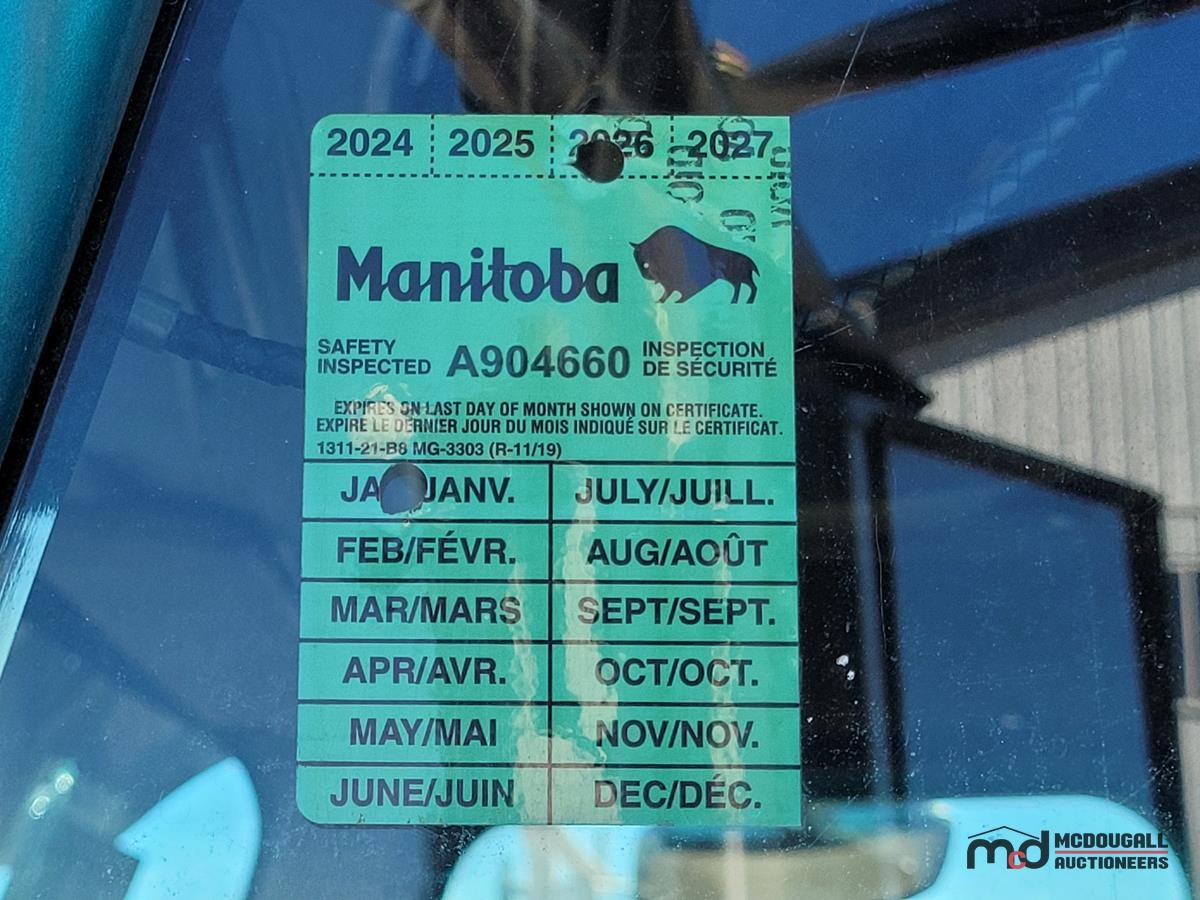 2024 2025 2026 2027
Manitoba
SAFETY INSPECTED A904660 INSPECTION DE SÉCURITÉ
EXPIRES ON LAST DAY OF MONTH SHOWN ON CERTIFICATE.
EXPIRE LE DERNIER JOUR DU MOIS INDIQUÉ SUR LE CERTIFICAT.
1311-21-B8 MG-3303 (R-11/19)
JA JANV. JULY/JUILL.
FEB/FÉVR. AUG/AOÛT
MAR/MARS SEPT/SEPT.
APR/AVR. OCT/OCT.
MAY/MAI NOV/NOV.
JUNE/JUIN DEC/DÉC.
mcd MCDOUGALL
AUCTIONEERS